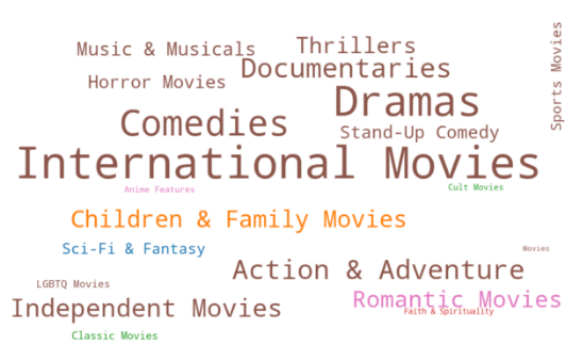 Music & Musicals
Thrillers
Sports Movies
Horror Movies
Documentaries
Dramas
Comedies
Stand-Up Comedy
International Movies
Anime Features
Cult Movies
Children & Family Movies
Sci-Fi & Fantasy
Movies
Action & Adventure
LGBTQ Movies
Independent Movies
Romantic Movies
Faith & Spirituality
Classic Movies